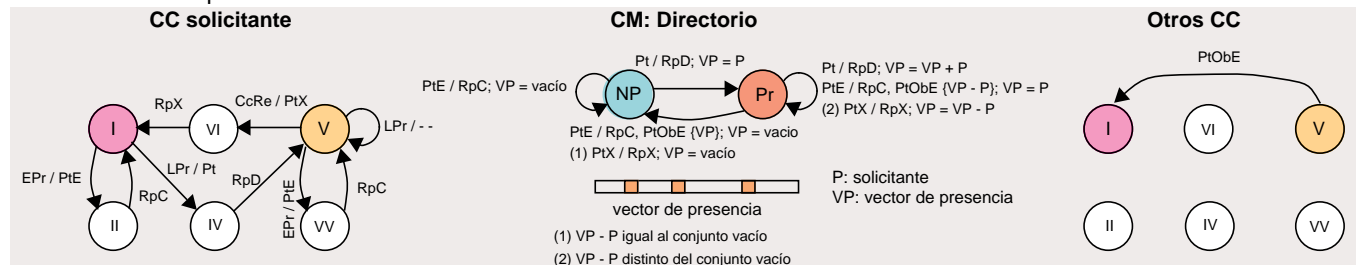 CC solicitante
CM: Directorio
Otros CC
RpX
CcRe / PtX
I
VI
V
LPr / - -
EPr / PtE
RpC
LPr / Pt
RpD
EPr / PtE
RpC
II
IV
VV
Pt / RpD; VP = P
PtE / RpC; VP = vacío
NP
Pr
Pt / RpD; VP = VP + P
PtE / RpC, PtObE {VP - P}; VP = P
(2) PtX / RpX; VP = VP - P
PtE / RpC, PtObE {VP}; VP = vacio
(1) PtX / RpX; VP = vacío
vector de presencia
P: solicitante
VP: vector de presencia
(1) VP - P igual al conjunto vacío
(2) VP - P distinto del conjunto vacío
PtObE
I
VI
V
II
IV
VV